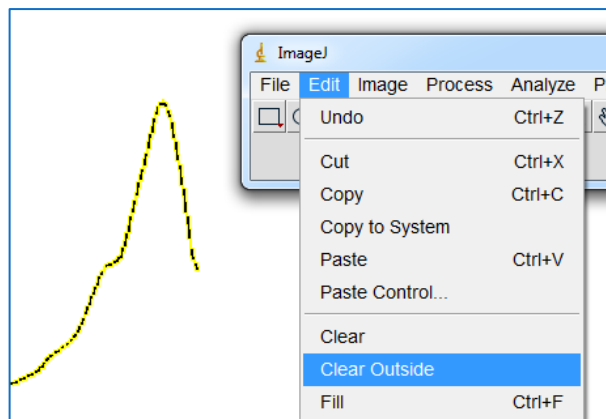 ImageJ
File Edit Image Process Analyze P
Undo Ctrl+Z
Cut Ctrl+X
Copy Ctrl+C
Copy to System
Paste Ctrl+V
Paste Control...
Clear
Clear Outside
Fill Ctrl+F